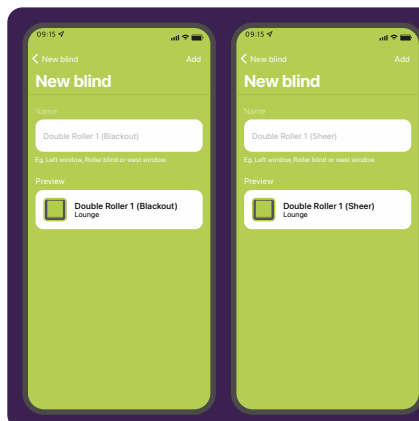 09:15
New blind
Add
New blind
Name
Double Roller 1 (Blackout)
Eg. Left window, Roller blind or west window.
Preview
Double Roller 1 (Blackout)
Lounge
09:15
New blind
Add
New blind
Name
Double Roller 1 (Sheer)
Eg. Left window, Roller blind or west window.
Preview
Double Roller 1 (Sheer)
Lounge